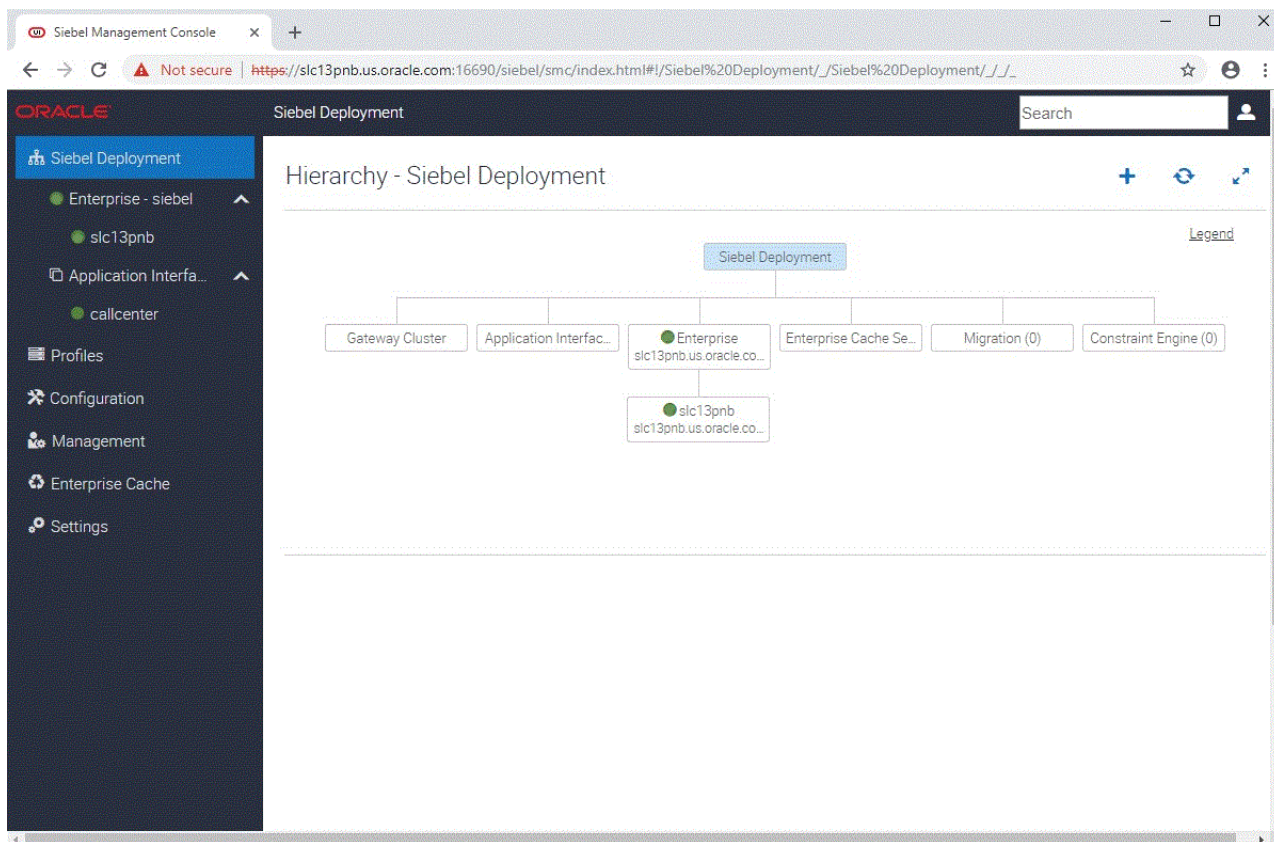 Siebel Management Console
Not secure | https://slc13pnb.us.oracle.com:16690/siebel/smc/index.html#!/Siebel%20Deployment/_/Siebel%20Deployment/_/_/_
ORACLE
Siebel Deployment
Search
Siebel Deployment
Enterprise - siebel
slc13pnb
Application Interfa...
callcenter
Profiles
Configuration
Management
Enterprise Cache
Settings
Hierarchy - Siebel Deployment
Legend
Siebel Deployment
Gateway Cluster
Application Interfac...
Enterprise
slc13pnb.us.oracle.co...
Enterprise Cache Se...
Migration (0)
Constraint Engine (0)
slc13pnb
slc13pnb.us.oracle.co...